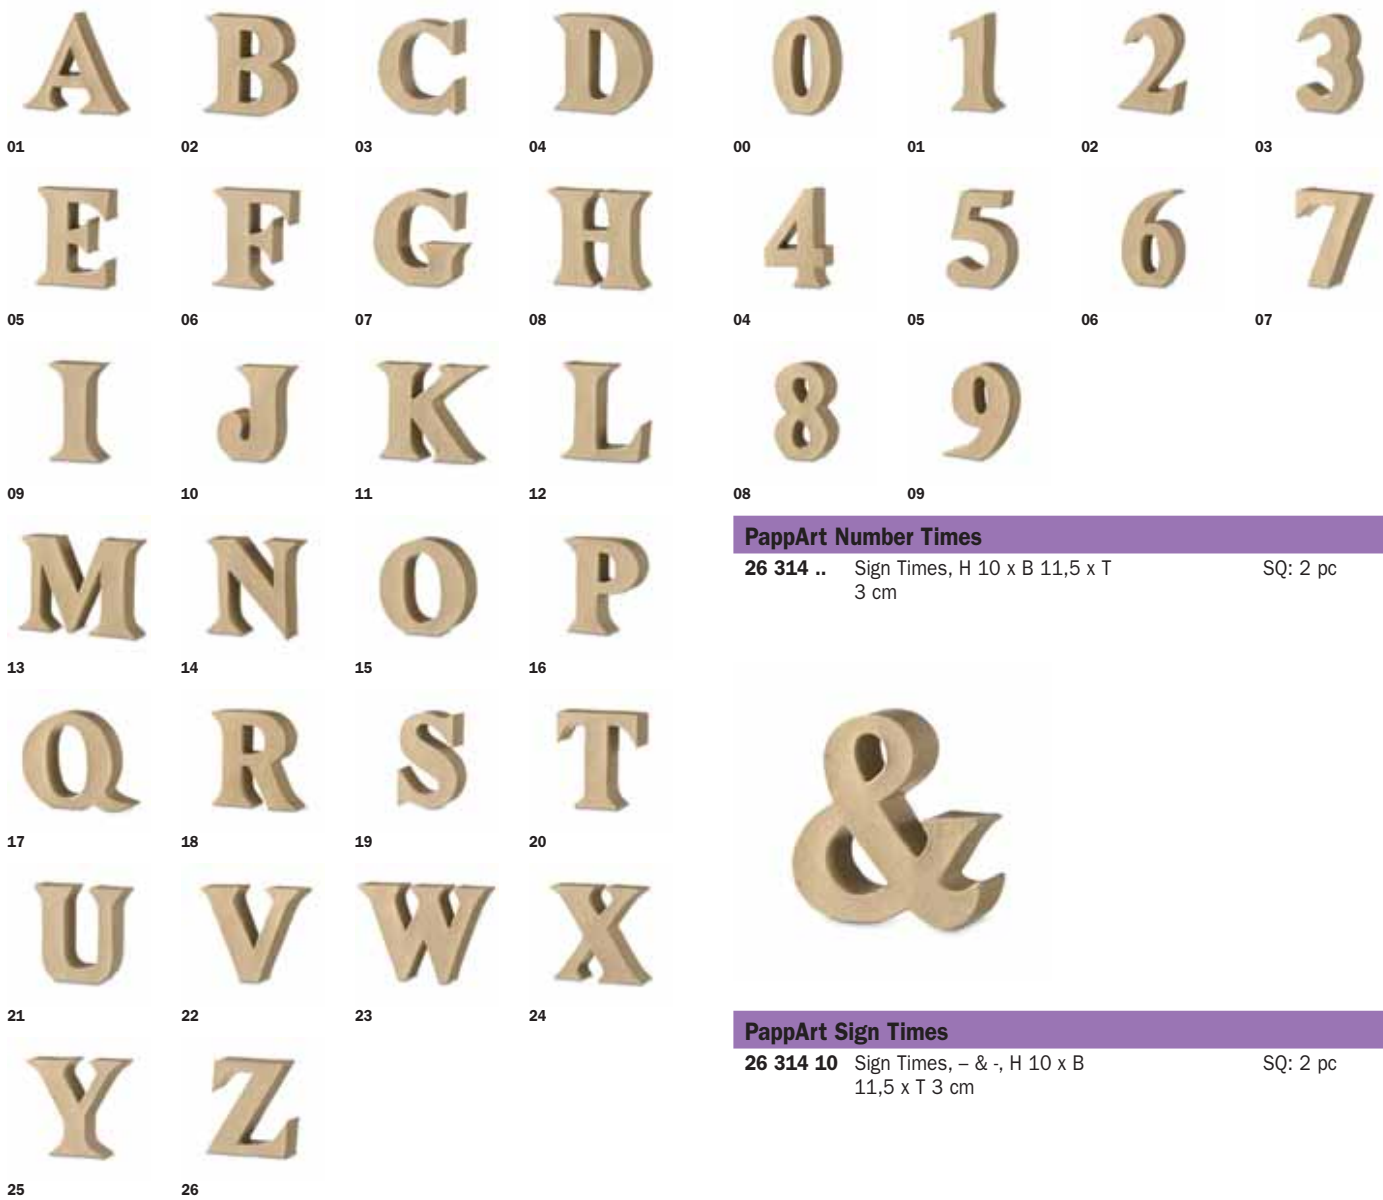 A B C D
01 02 03 04
E F G H
05 06 07 08
I J K L
09 10 11 12
M N O P
13 14 15 16
Q R S T
17 18 19 20
U V W X
21 22 23 24
Y Z
25 26
0 1 2 3
00 01 02 03
4 5 6 7
04 05 06 07
8 9
08 09
PappArt Number Times
26 314 .. Sign Times, H 10 x B 11,5 x T SQ: 2 pc
3 cm
&
PappArt Sign Times
26 314 10 Sign Times, – & -, H 10 x B SQ: 2 pc
11,5 x T 3 cm